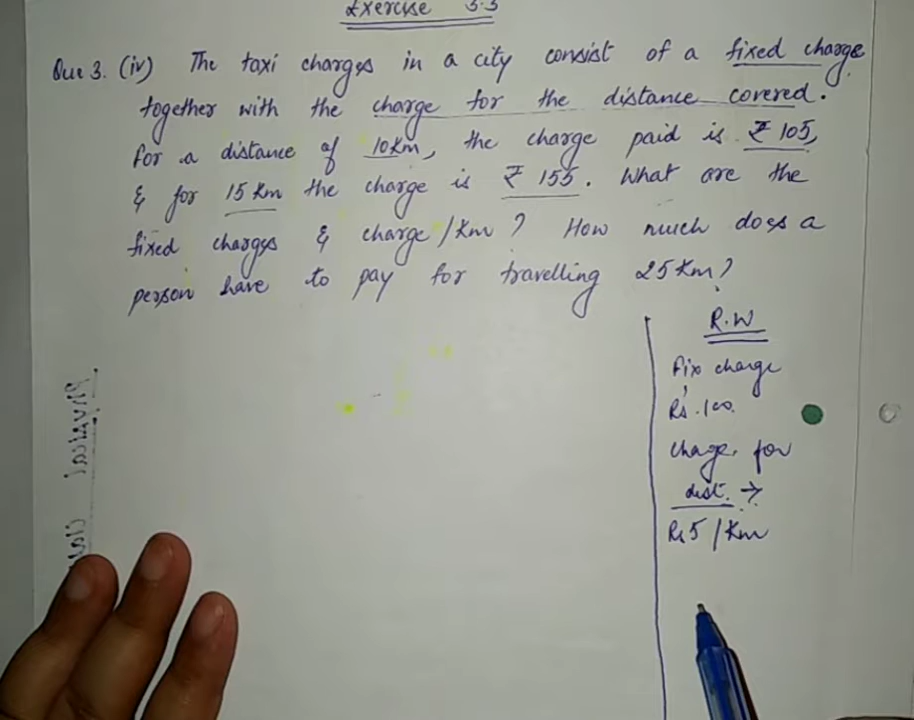 Exercise 3.3
Que 3. (iv) The taxi charges in a city consist of a fixed charge
together with the charge for the distance covered.
For a distance of 10 Km, the charge paid is ₹ 105,
& for 15 Km the charge is ₹ 155. What are the
fixed charges & charge/Km? How much does a
person have to pay for travelling 25 Km?
R.W
Fix charge
Rs. 100.
Charge for
dist. →
Rs 5 /Km